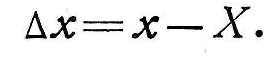 Δx = x — X.